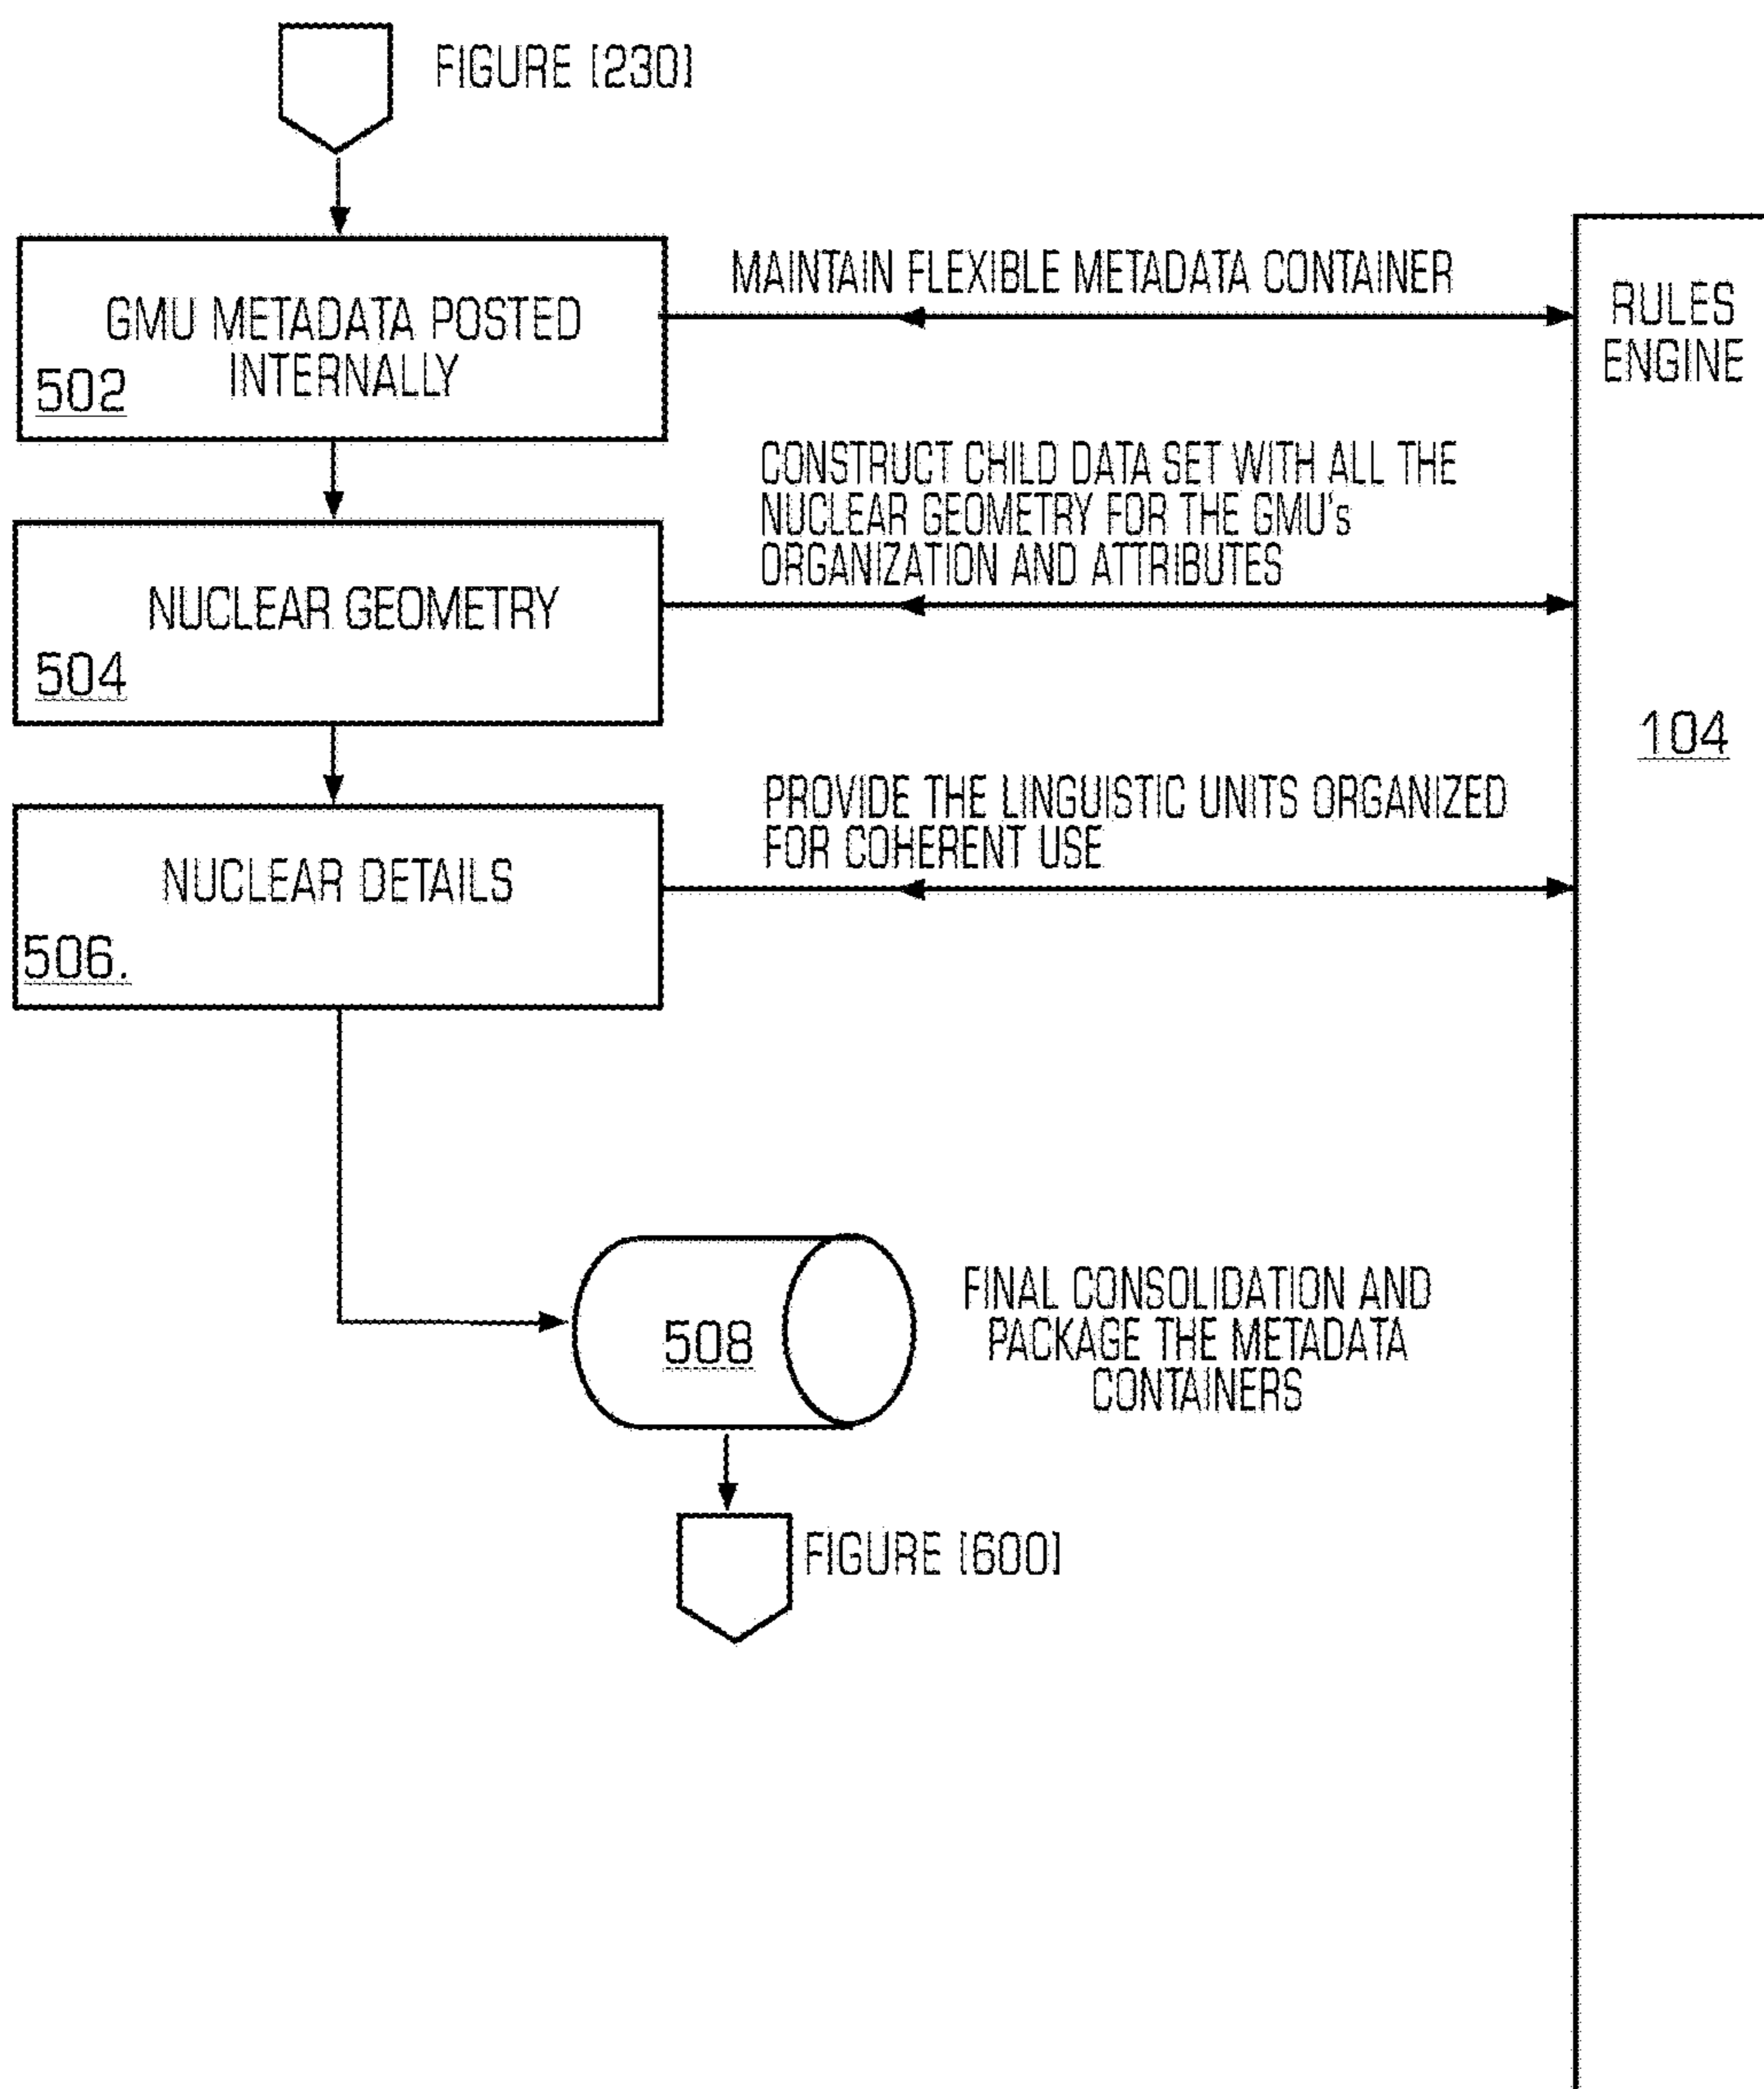 FIGURE [230]
GMU METADATA POSTED
INTERNALLY
502
MAINTAIN FLEXIBLE METADATA CONTAINER
RULES
ENGINE
104
CONSTRUCT CHILD DATA SET WITH ALL THE
NUCLEAR GEOMETRY FOR THE GMU's
ORGANIZATION AND ATTRIBUTES
NUCLEAR GEOMETRY
504
PROVIDE THE LINGUISTIC UNITS ORGANIZED
FOR COHERENT USE
NUCLEAR DETAILS
506.
508
FINAL CONSOLIDATION AND
PACKAGE THE METADATA
CONTAINERS
FIGURE [600]